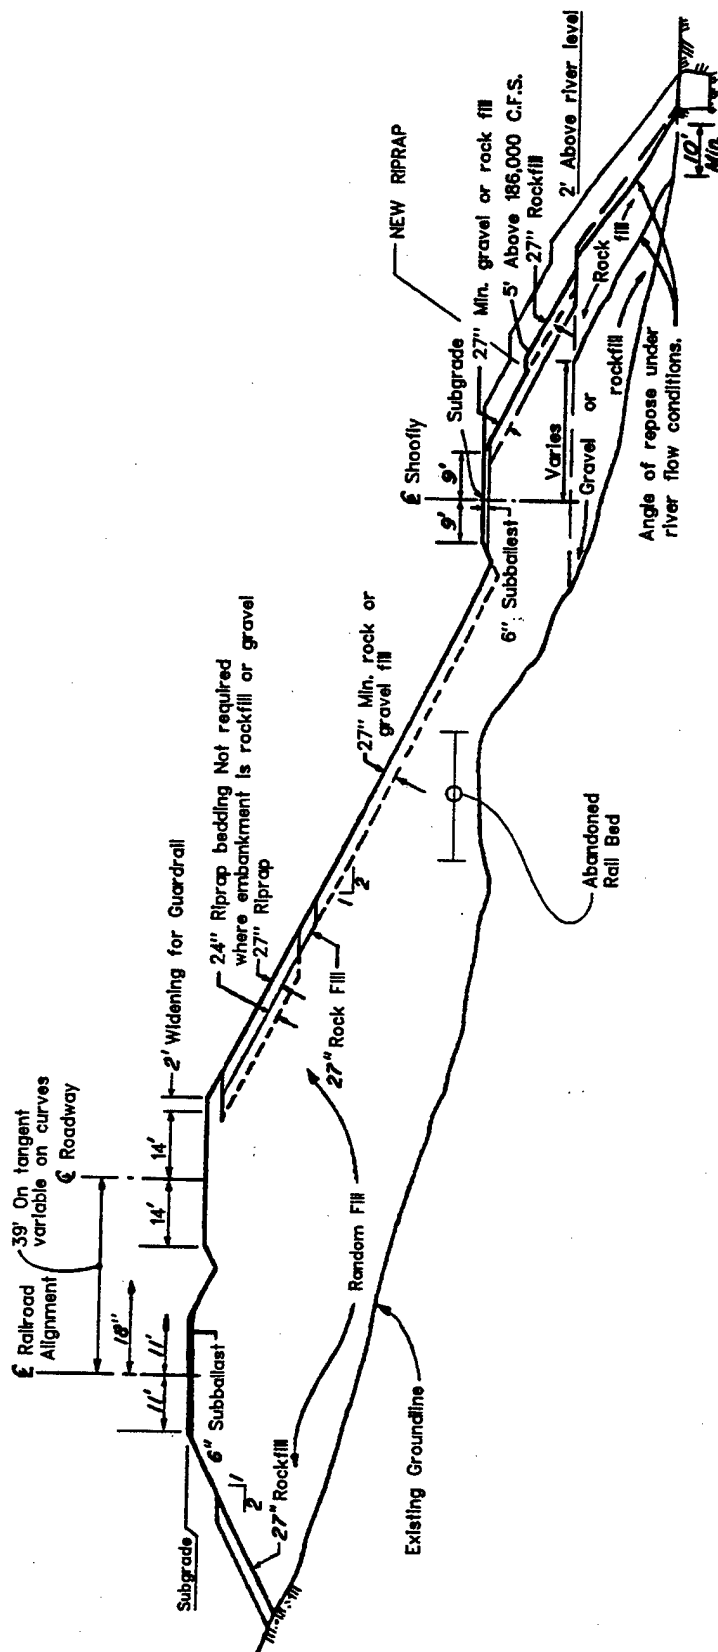 Subgrade
℄ Railroad
Alignment
39' On tangent
variable on curves
℄ Roadway
18"
11'
11'
14'
14'
2' Widening for Guardrail
6" Subballast
1
2
27" Rockfill
24" Riprap bedding Not required
where embankment is rockfill or gravel
27" Riprap
27" Rock Fill
Random Fill
Existing Groundline
1
2
27" Min. rock or
gravel fill
Abandoned
Rail Bed
℄ Shoofly
9'
9'
Subgrade
6" Subballest
NEW RIPRAP
27" Min. gravel or rock fill
5' Above 186,000 C.F.S.
27" Rockfill
2' Above river level
Varies
Gravel or
rockfill
Rock
fill
Angle of repose under
river flow conditions.
10'
Min.